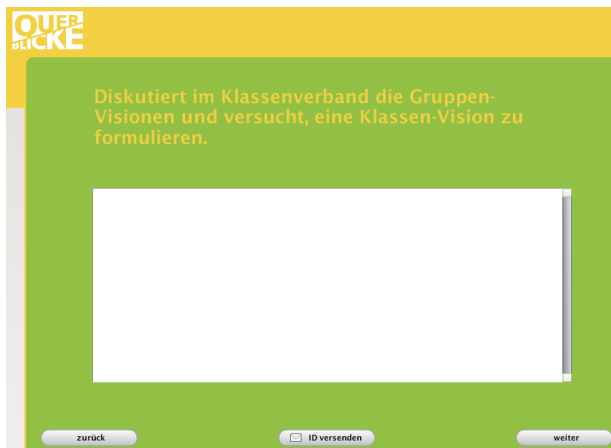 QUER
BLICKE
Diskutiert im Klassenverband die Gruppen-
Visionen und versucht, eine Klassen-Vision zu
formulieren.
zurück
ID versenden
weiter